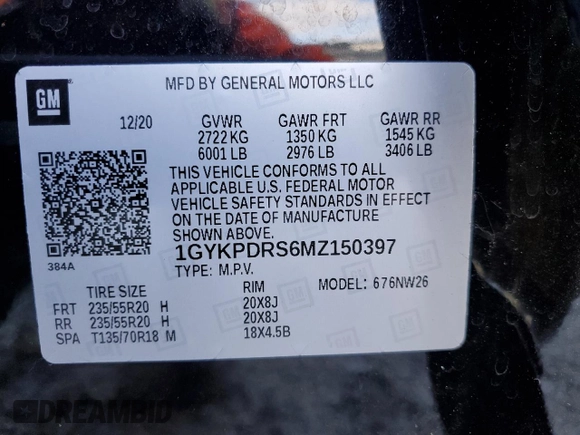 GM
MFD BY GENERAL MOTORS LLC
12/20 GVWR GAWR FRT GAWR RR
2722 KG 1350 KG 1545 KG
6001 LB 2976 LB 3406 LB
THIS VEHICLE CONFORMS TO ALL
APPLICABLE U.S. FEDERAL MOTOR
VEHICLE SAFETY STANDARDS IN EFFECT
ON THE DATE OF MANUFACTURE
SHOWN ABOVE.
384A
1GYKPDRS6MZ150397
TYPE: M.P.V.
MODEL: 676NW26
TIRE SIZE RIM
FRT 235/55R20 H 20X8J
RR 235/55R20 H 20X8J
SPA T135/70R18 M 18X4.5B
DREAMBID